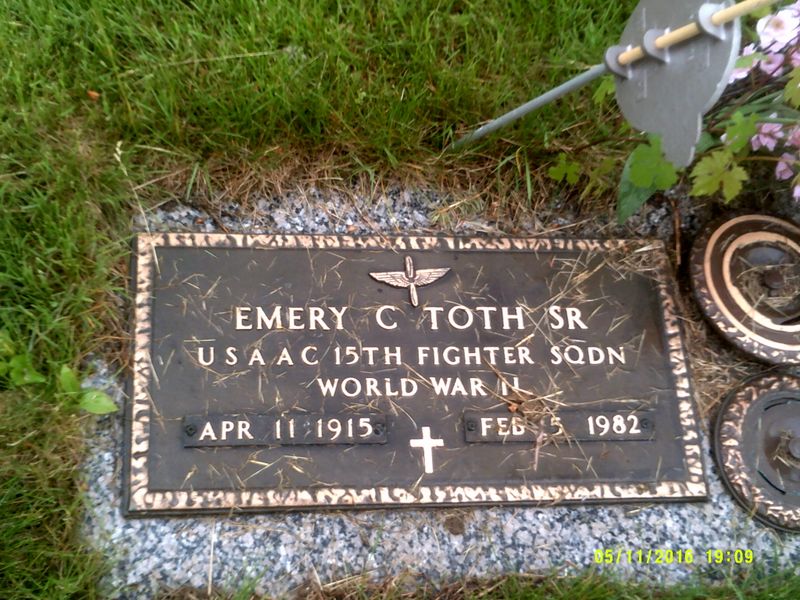 EMERY C TOTH SR
USAAC 15TH FIGHTER SQDN
WORLD WAR II
APR 11 1915
FEB 5 1982
05/11/2016 19:09